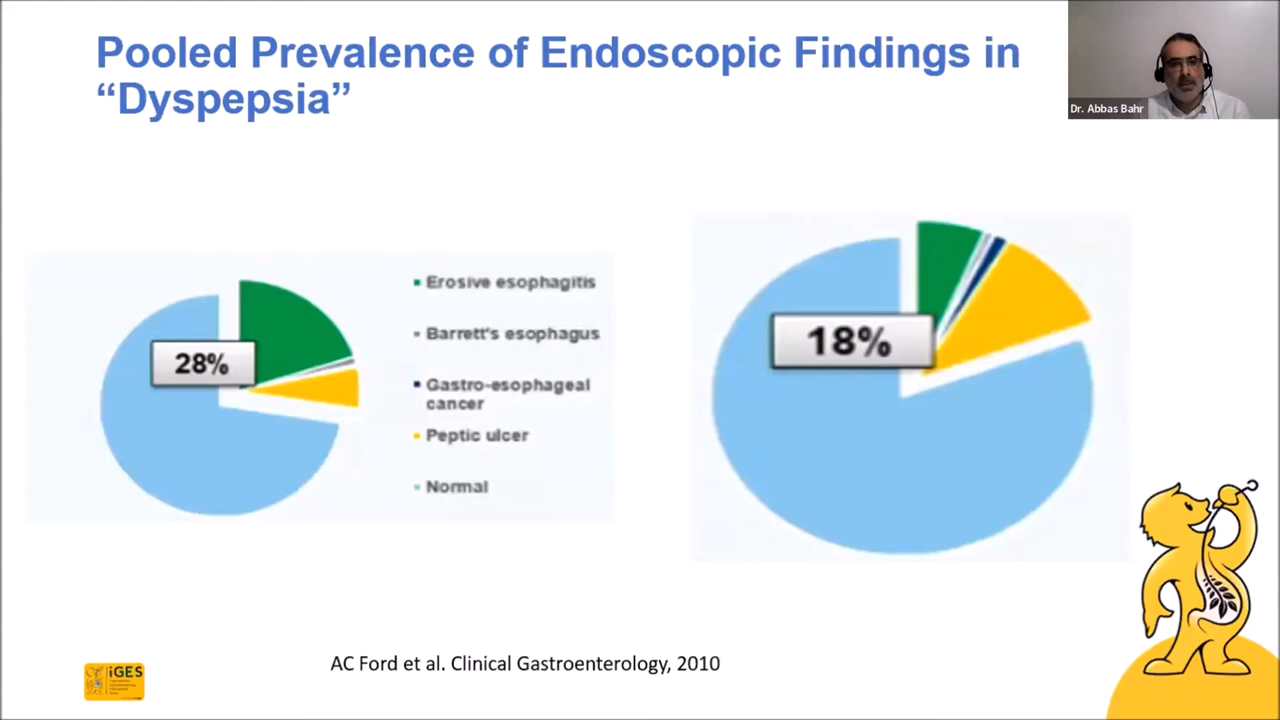 Pooled Prevalence of Endoscopic Findings in
“Dyspepsia”
Dr. Abbas Bahr
28%
Erosive esophagitis
Barrett's esophagus
Gastro-esophageal
cancer
Peptic ulcer
Normal
18%
AC Ford et al. Clinical Gastroenterology, 2010
iGES